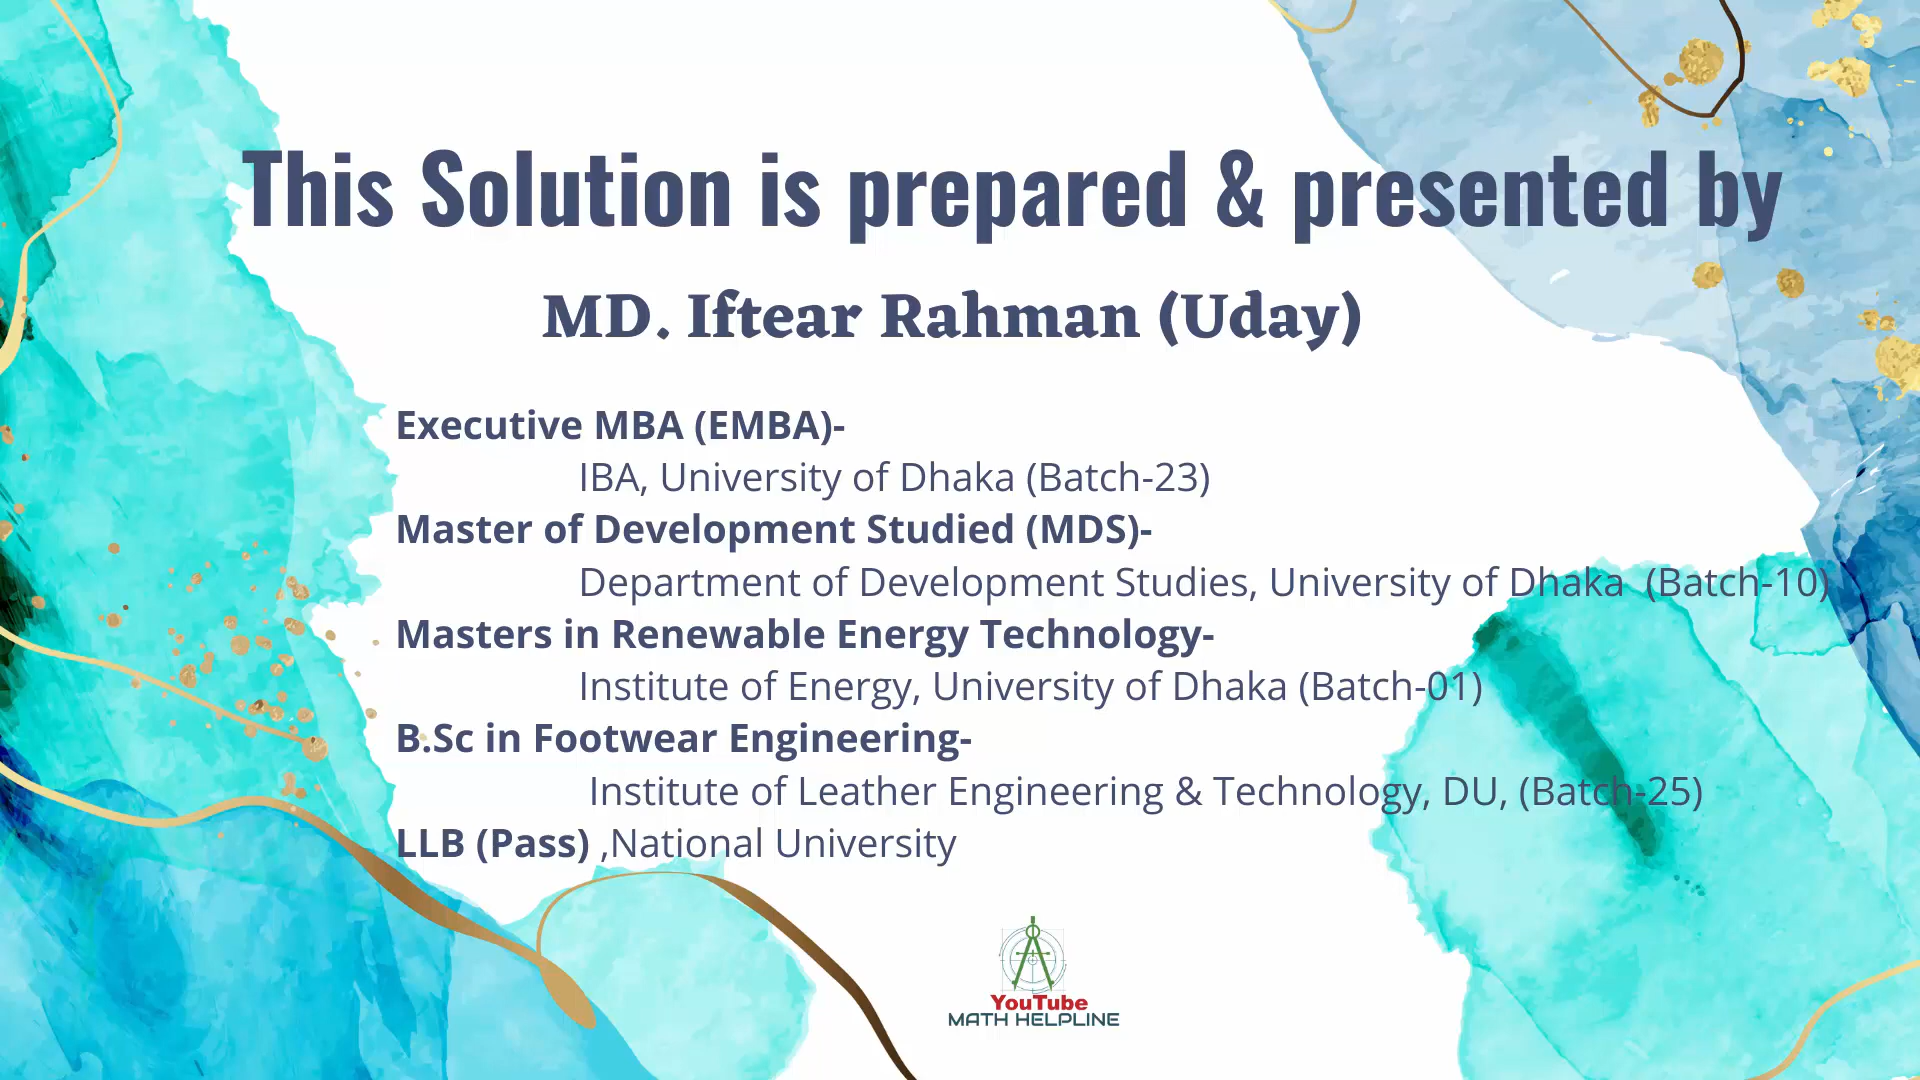 This Solution is prepared & presented by
MD. Iftear Rahman (Uday)
Executive MBA (EMBA)-
IBA, University of Dhaka (Batch-23)
Master of Development Studied (MDS)-
Department of Development Studies, University of Dhaka (Batch-10)
Masters in Renewable Energy Technology-
Institute of Energy, University of Dhaka (Batch-01)
B.Sc in Footwear Engineering-
Institute of Leather Engineering & Technology, DU, (Batch-25)
LLB (Pass) ,National University
YouTube
MATH HELPLINE